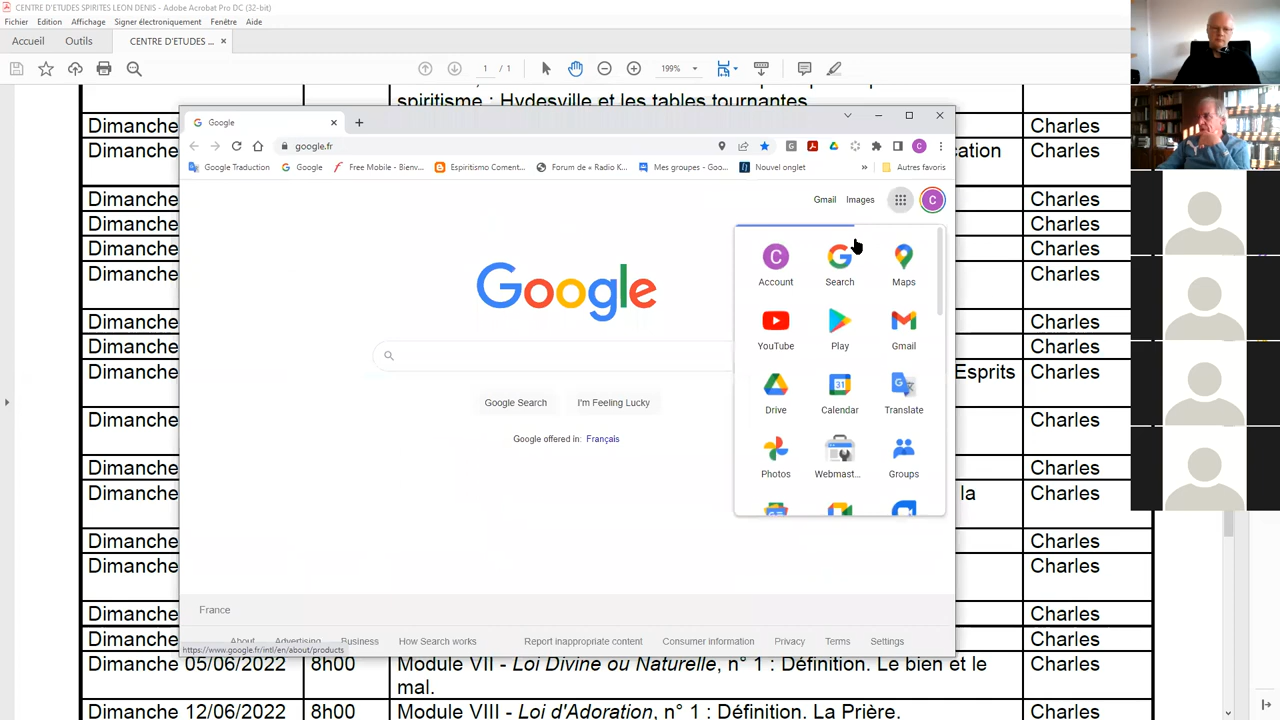 CENTRE D'ETUDES SPIRITES LEON DENIS - Adobe Acrobat Pro DC (32-bit)
Fichier Edition Affichage Signer électroniquement Fenêtre Aide
Accueil Outils CENTRE D'ETUDES ... ×
1 / 1 199%
spiritisme : Hydesville et les tables tournantes
Dimanche Charles
Dimanche cation Charles
Dimanche Charles
Dimanche Charles
Dimanche Charles
Dimanche Charles
Dimanche Charles
Dimanche Charles
Dimanche Esprits Charles
Dimanche Charles
Dimanche Charles
Dimanche la Charles
Dimanche Charles
Dimanche Charles
Dimanche Charles
Dimanche Charles
Dimanche 05/06/2022 8h00 Module VII - Loi Divine ou Naturelle, n° 1 : Définition. Le bien et le mal. Charles
Dimanche 12/06/2022 8h00 Module VIII - Loi d'Adoration, n° 1 : Définition. La Prière. Charles
Google
google.fr
C
Google Traduction Google Free Mobile - Bienv... Espiritismo Coment... Forum de « Radio K... Mes groupes - Goo... Nouvel onglet » Autres favoris
Gmail Images C
Google
Google Search I'm Feeling Lucky
Google offered in: Français
C
Account Search Maps
YouTube Play Gmail
31
Drive Calendar Translate
Photos Webmast... Groups
France
About Advertising Business How Search works Report inappropriate content Consumer information Privacy Terms Settings
https://www.google.fr/intl/en/about/products